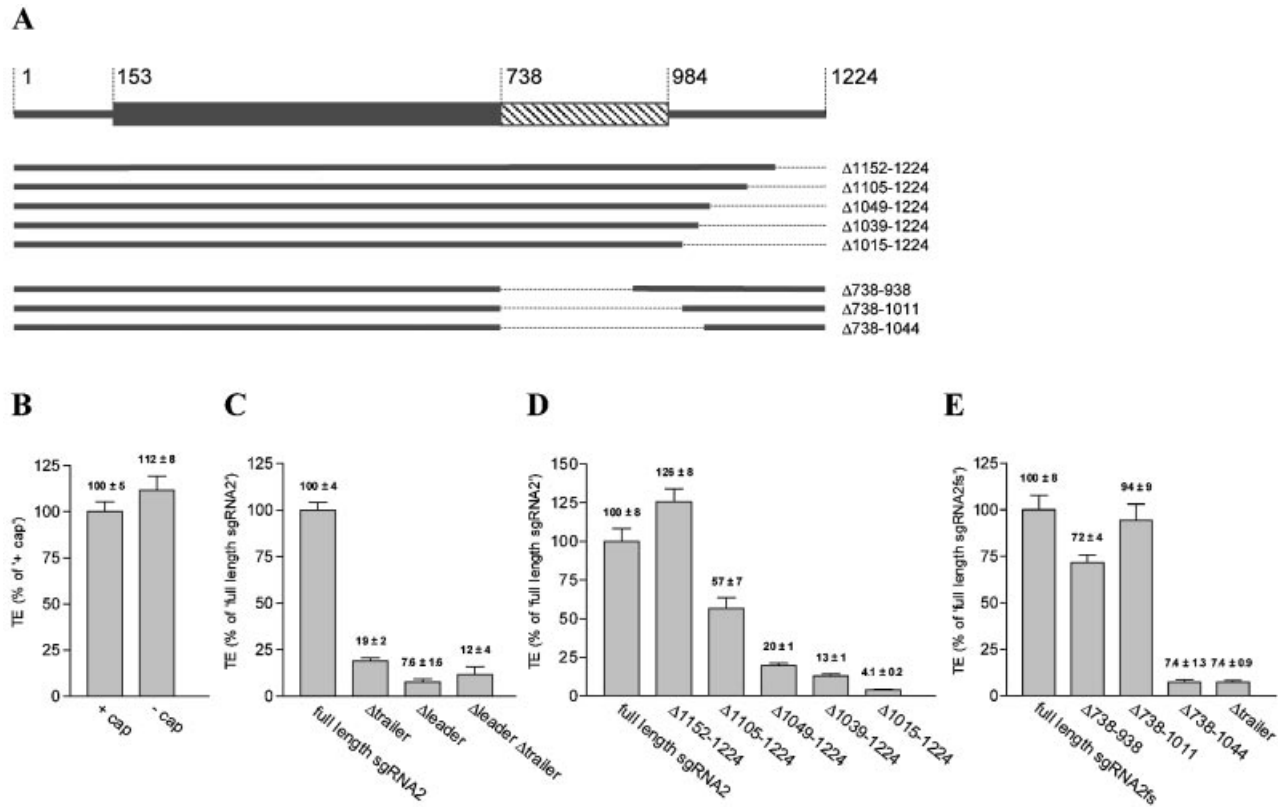 A
1 153 738 984 1224
Δ1152-1224
Δ1105-1224
Δ1049-1224
Δ1039-1224
Δ1015-1224
Δ738-938
Δ738-1011
Δ738-1044
B
TE (% of '+ cap')
125
100
75
50
25
0
100 ± 5
112 ± 8
+ cap
- cap
C
TE (% of 'full length sgRNA2')
125
100
75
50
25
0
100 ± 4
19 ± 2
7.6 ± 1.6
12 ± 4
full length sgRNA2
Δtrailer
Δleader
Δleader Δtrailer
D
TE (% of 'full length sgRNA2')
150
125
100
75
50
25
0
100 ± 8
126 ± 8
57 ± 7
20 ± 1
13 ± 1
4.1 ± 0.2
full length sgRNA2
Δ1152-1224
Δ1105-1224
Δ1049-1224
Δ1039-1224
Δ1015-1224
E
TE (% of 'full length sgRNA2fs')
125
100
75
50
25
0
100 ± 8
72 ± 4
94 ± 9
7.4 ± 1.3
7.4 ± 0.9
full length sgRNA2fs
Δ738-938
Δ738-1011
Δ738-1044
Δtrailer